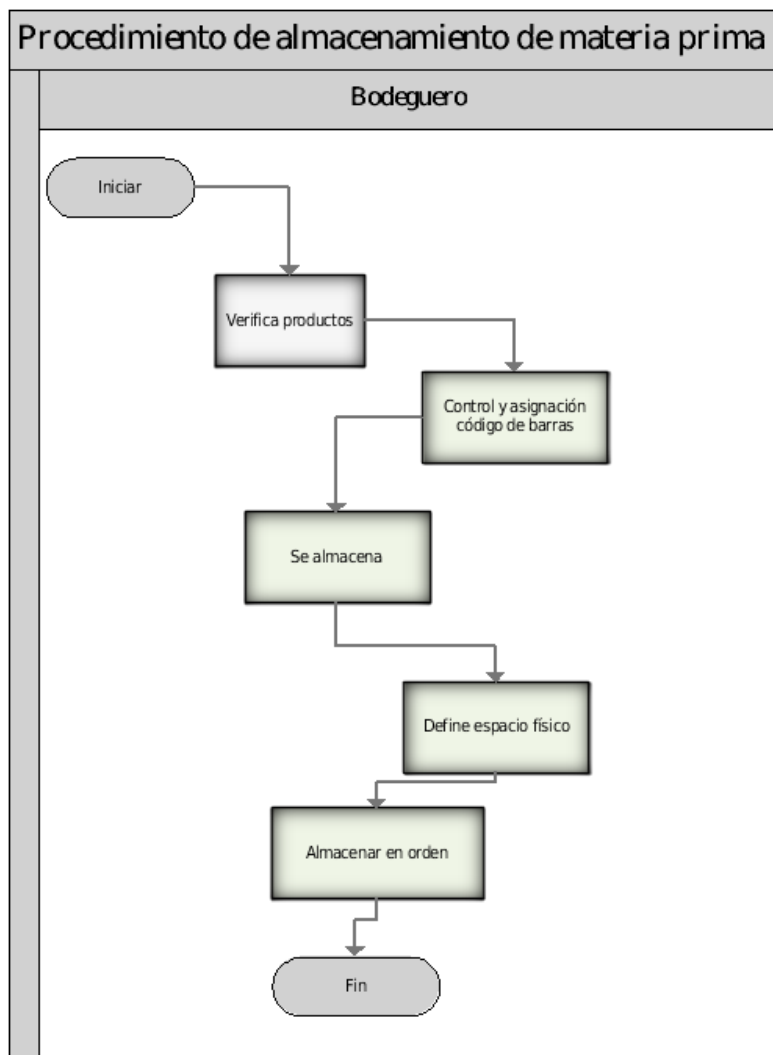 Procedimiento de almacenamiento de materia prima
Bodeguero
Iniciar
Verifica productos
Control y asignación
código de barras
Se almacena
Define espacio físico
Almacenar en orden
Fin